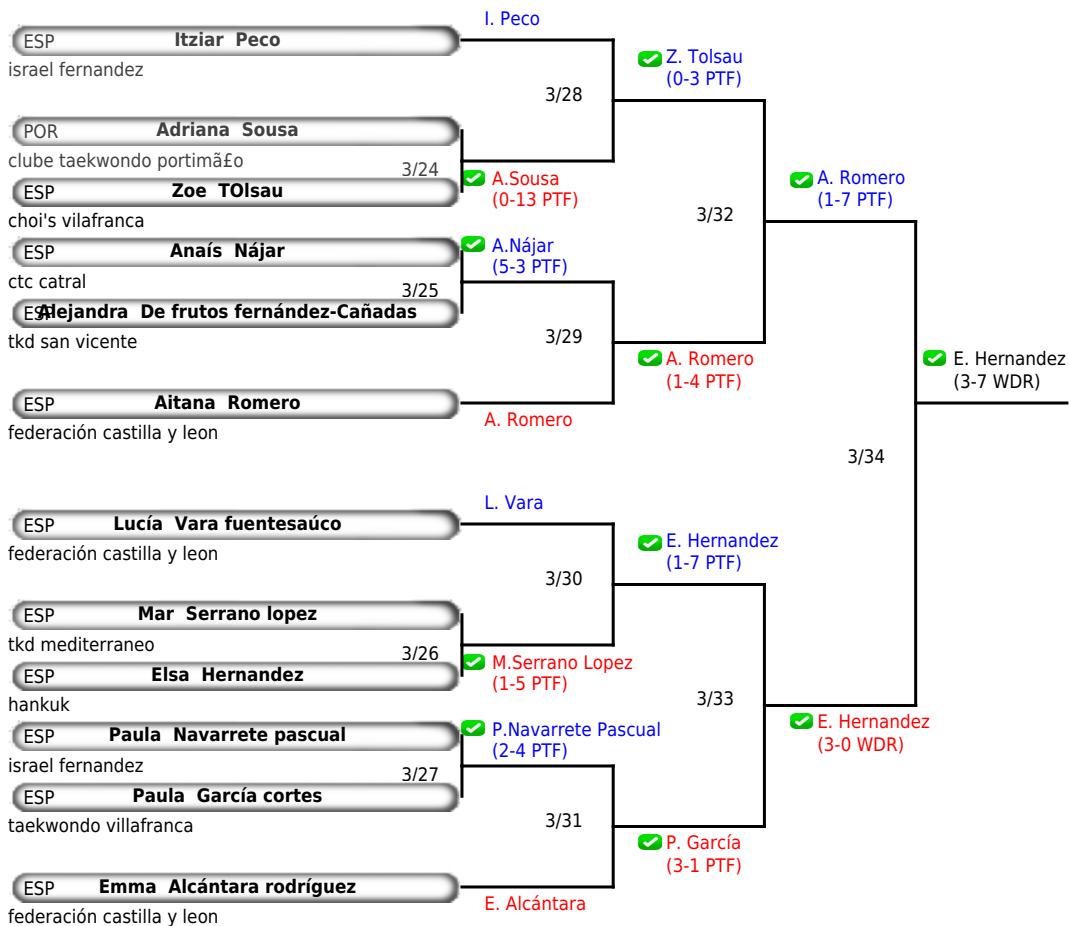 I. Peco
ESP Itziar Peco
israel fernandez
Z. Tolsau
(0-3 PTF)
3/28
POR Adriana Sousa
clube taekwondo portimã£o
3/24
A.Sousa
(0-13 PTF)
ESP Zoe TOlsau
choi's vilafranca
A. Romero
(1-7 PTF)
3/32
ESP Anaís Nájar
ctc catral
A.Nájar
(5-3 PTF)
3/25
ESP Alejandra De frutos fernández-Cañadas
tkd san vicente
3/29
A. Romero
(1-4 PTF)
E. Hernandez
(3-7 WDR)
ESP Aitana Romero
federación castilla y leon
A. Romero
3/34
L. Vara
ESP Lucía Vara fuentesaúco
federación castilla y leon
E. Hernandez
(1-7 PTF)
3/30
ESP Mar Serrano lopez
tkd mediterraneo
3/26
M.Serrano Lopez
(1-5 PTF)
ESP Elsa Hernandez
hankuk
3/33
E. Hernandez
(3-0 WDR)
ESP Paula Navarrete pascual
israel fernandez
P.Navarrete Pascual
(2-4 PTF)
3/27
ESP Paula García cortes
taekwondo villafranca
3/31
P. García
(3-1 PTF)
ESP Emma Alcántara rodríguez
federación castilla y leon
E. Alcántara